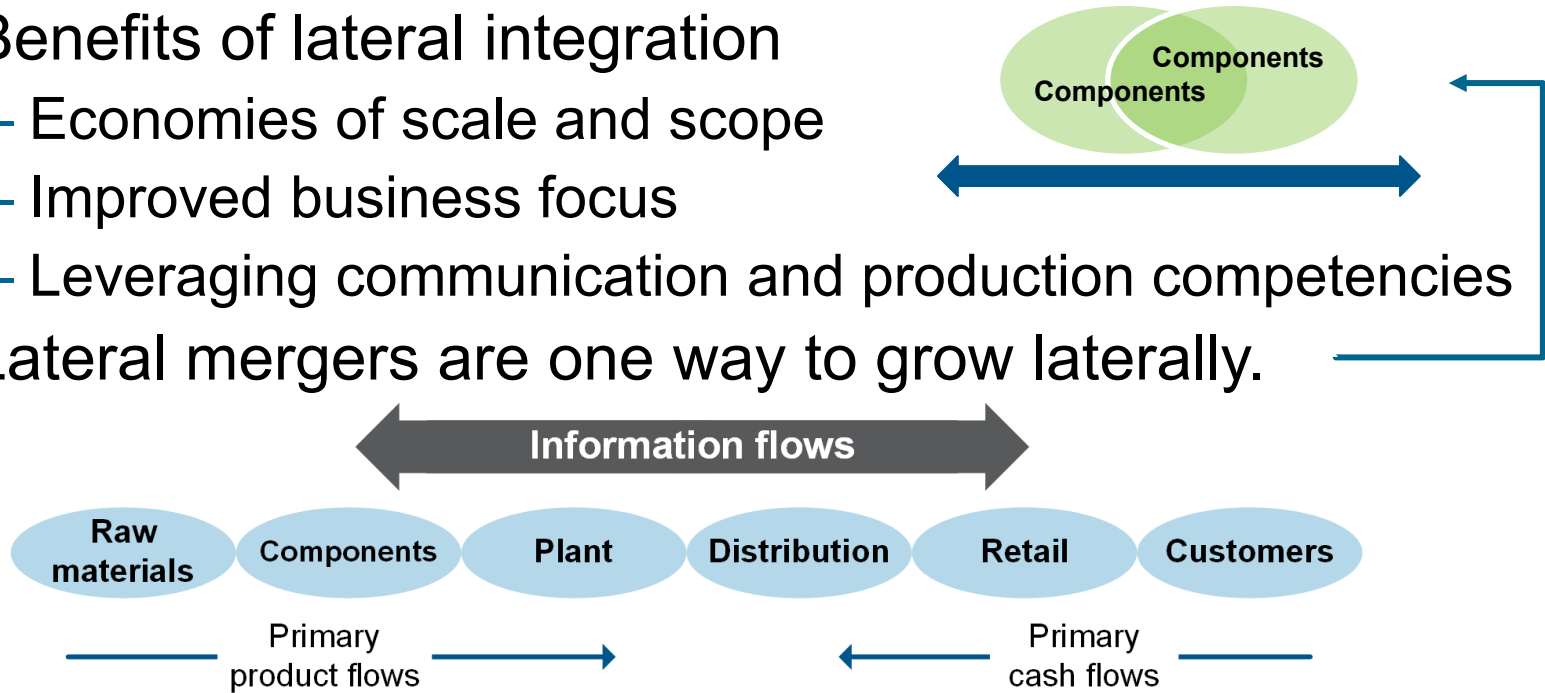 Benefits of lateral integration
– Economies of scale and scope
– Improved business focus
– Leveraging communication and production competencies
Lateral mergers are one way to grow laterally.
Components
Components
Information flows
Raw
materials
Components
Plant
Distribution
Retail
Customers
Primary
product flows
Primary
cash flows